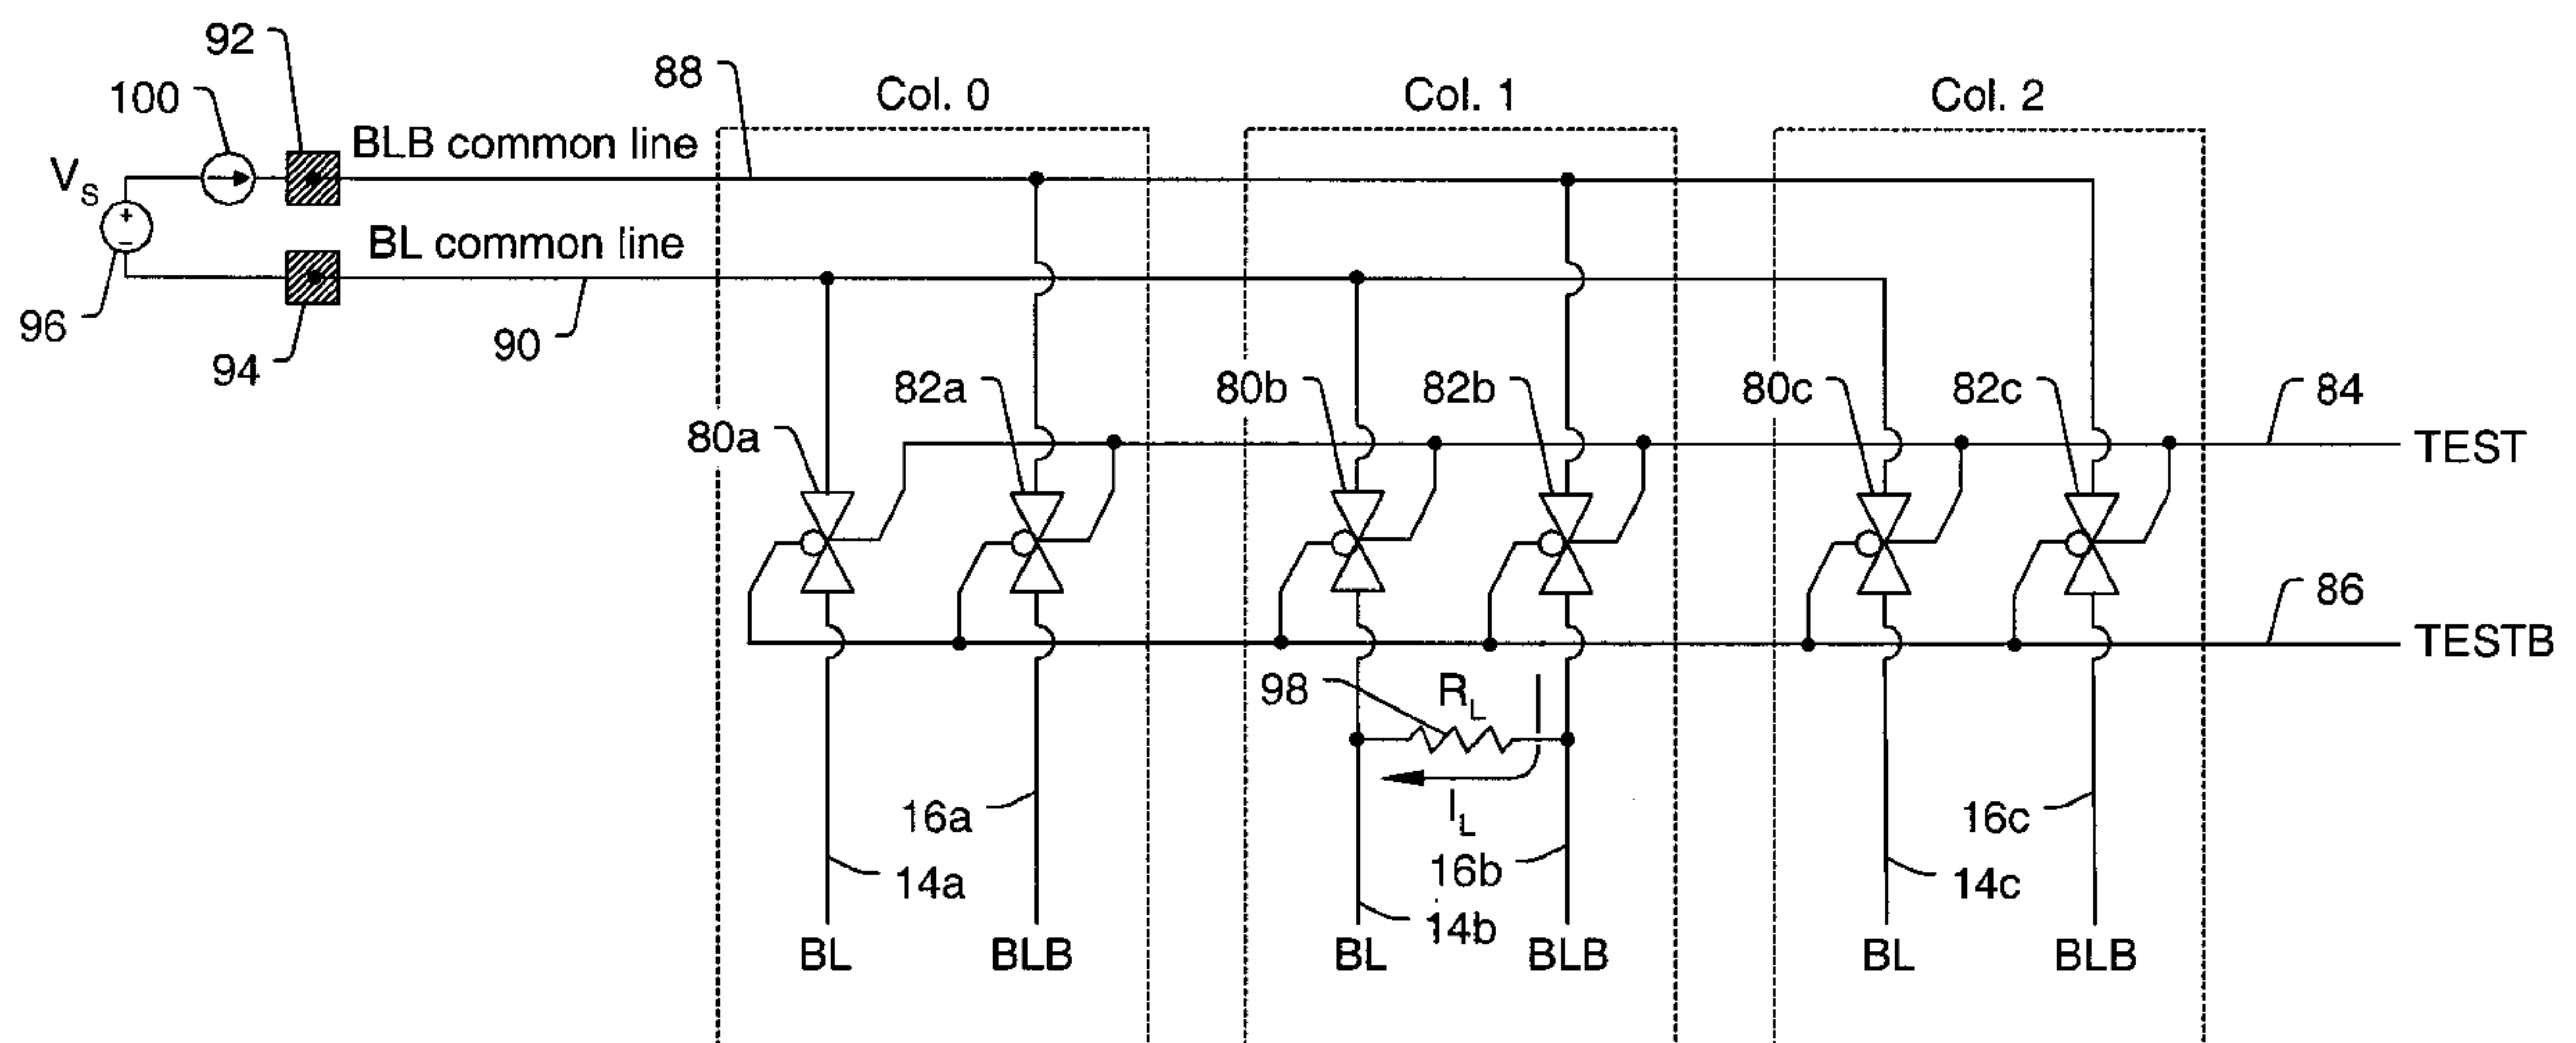 92
88
Col. 0
Col. 1
Col. 2
100
BLB common line
VS
+
−
BL common line
96
94
90
80a
82a
80b
82b
80c
82c
84
TEST
86
TESTB
98
RL
IL
16a
14a
16b
14b
16c
14c
BL
BLB
BL
BLB
BL
BLB